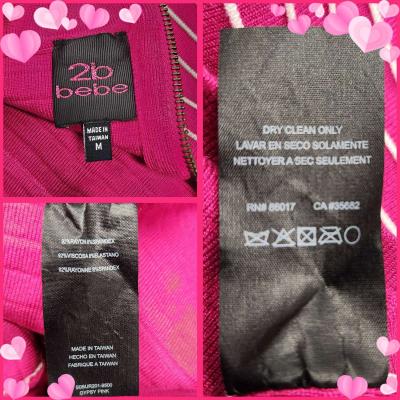 2b
bebe
MADE IN
TAIWAN
M
DRY CLEAN ONLY
LAVAR EN SECO SOLAMENTE
NETTOYER A SEC SEULEMENT
RN# 86017 CA #35682
MADE IN TAIWAN
HECHO EN TAIWAN
FABRIQUE A TAIWAN
GYPSY PINK